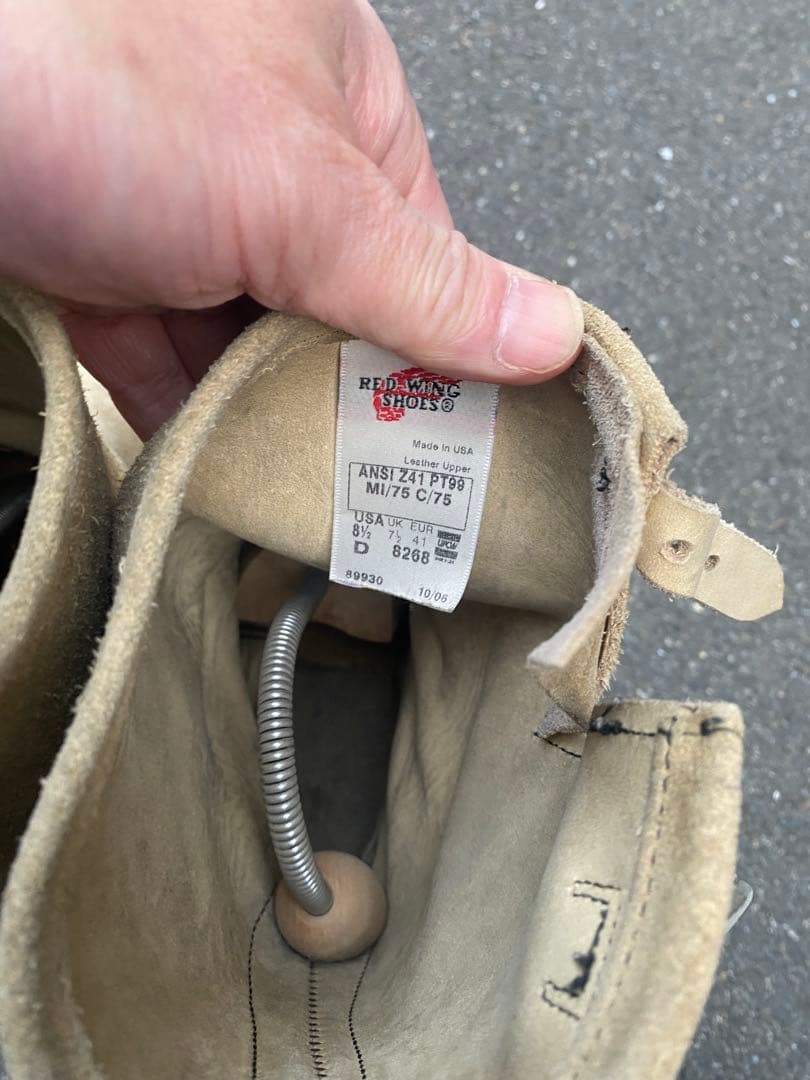 RED WING
SHOES®
Made in USA
Leather Upper
ANSI Z41 PT99
MI/75 C/75
USA UK EUR
8½ 7½ 41
D 8268
UFCW
89930 10/06